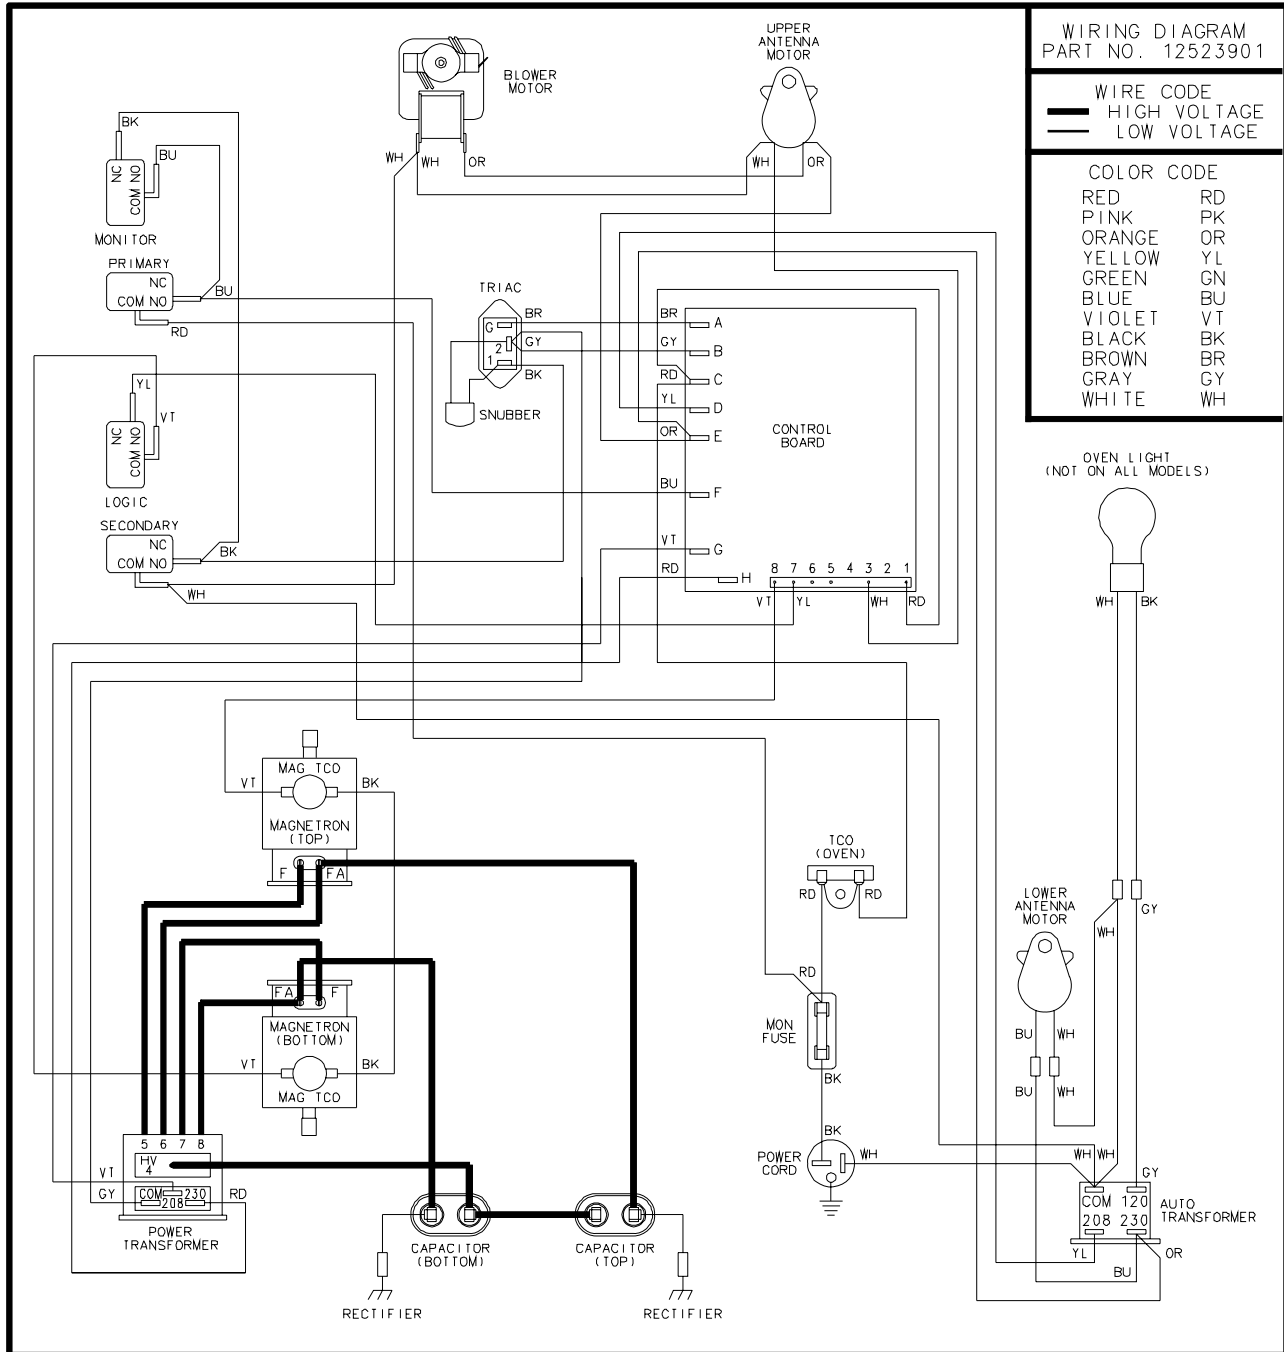 WIRING DIAGRAM
PART NO. 12523901
WIRE CODE
HIGH VOLTAGE
LOW VOLTAGE
COLOR CODE
RED RD
PINK PK
ORANGE OR
YELLOW YL
GREEN GN
BLUE BU
VIOLET VT
BLACK BK
BROWN BR
GRAY GY
WHITE WH
BLOWER
MOTOR
WH
WH
OR
UPPER
ANTENNA
MOTOR
WH
OR
BK
BU
NC
COM NO
MONITOR
PRIMARY
NC
COM NO
BU
RD
YL
VT
NC
COM NO
LOGIC
SECONDARY
NC
COM NO
BK
WH
TRIAC
G
2
1
BR
GY
BK
SNUBBER
BR A
GY B
RD C
YL D
OR E
BU F
VT G
RD H
CONTROL
BOARD
8 7 6 5 4 3 2 1
VT YL WH RD
OVEN LIGHT
(NOT ON ALL MODELS)
WH BK
GY
WH
MAG TCO
VT BK
MAGNETRON
(TOP)
F FA
FA F
MAGNETRON
(BOTTOM)
VT BK
MAG TCO
TCO
(OVEN)
RD RD
RD
MON
FUSE
BK
BK
POWER
CORD
WH
LOWER
ANTENNA
MOTOR
BU WH
BU WH
5 6 7 8
HV
4
VT
GY
COM 230
208
RD
POWER
TRANSFORMER
CAPACITOR
(BOTTOM)
CAPACITOR
(TOP)
RECTIFIER
RECTIFIER
WH WH
GY
COM 120
208 230
AUTO
TRANSFORMER
YL
BU
OR